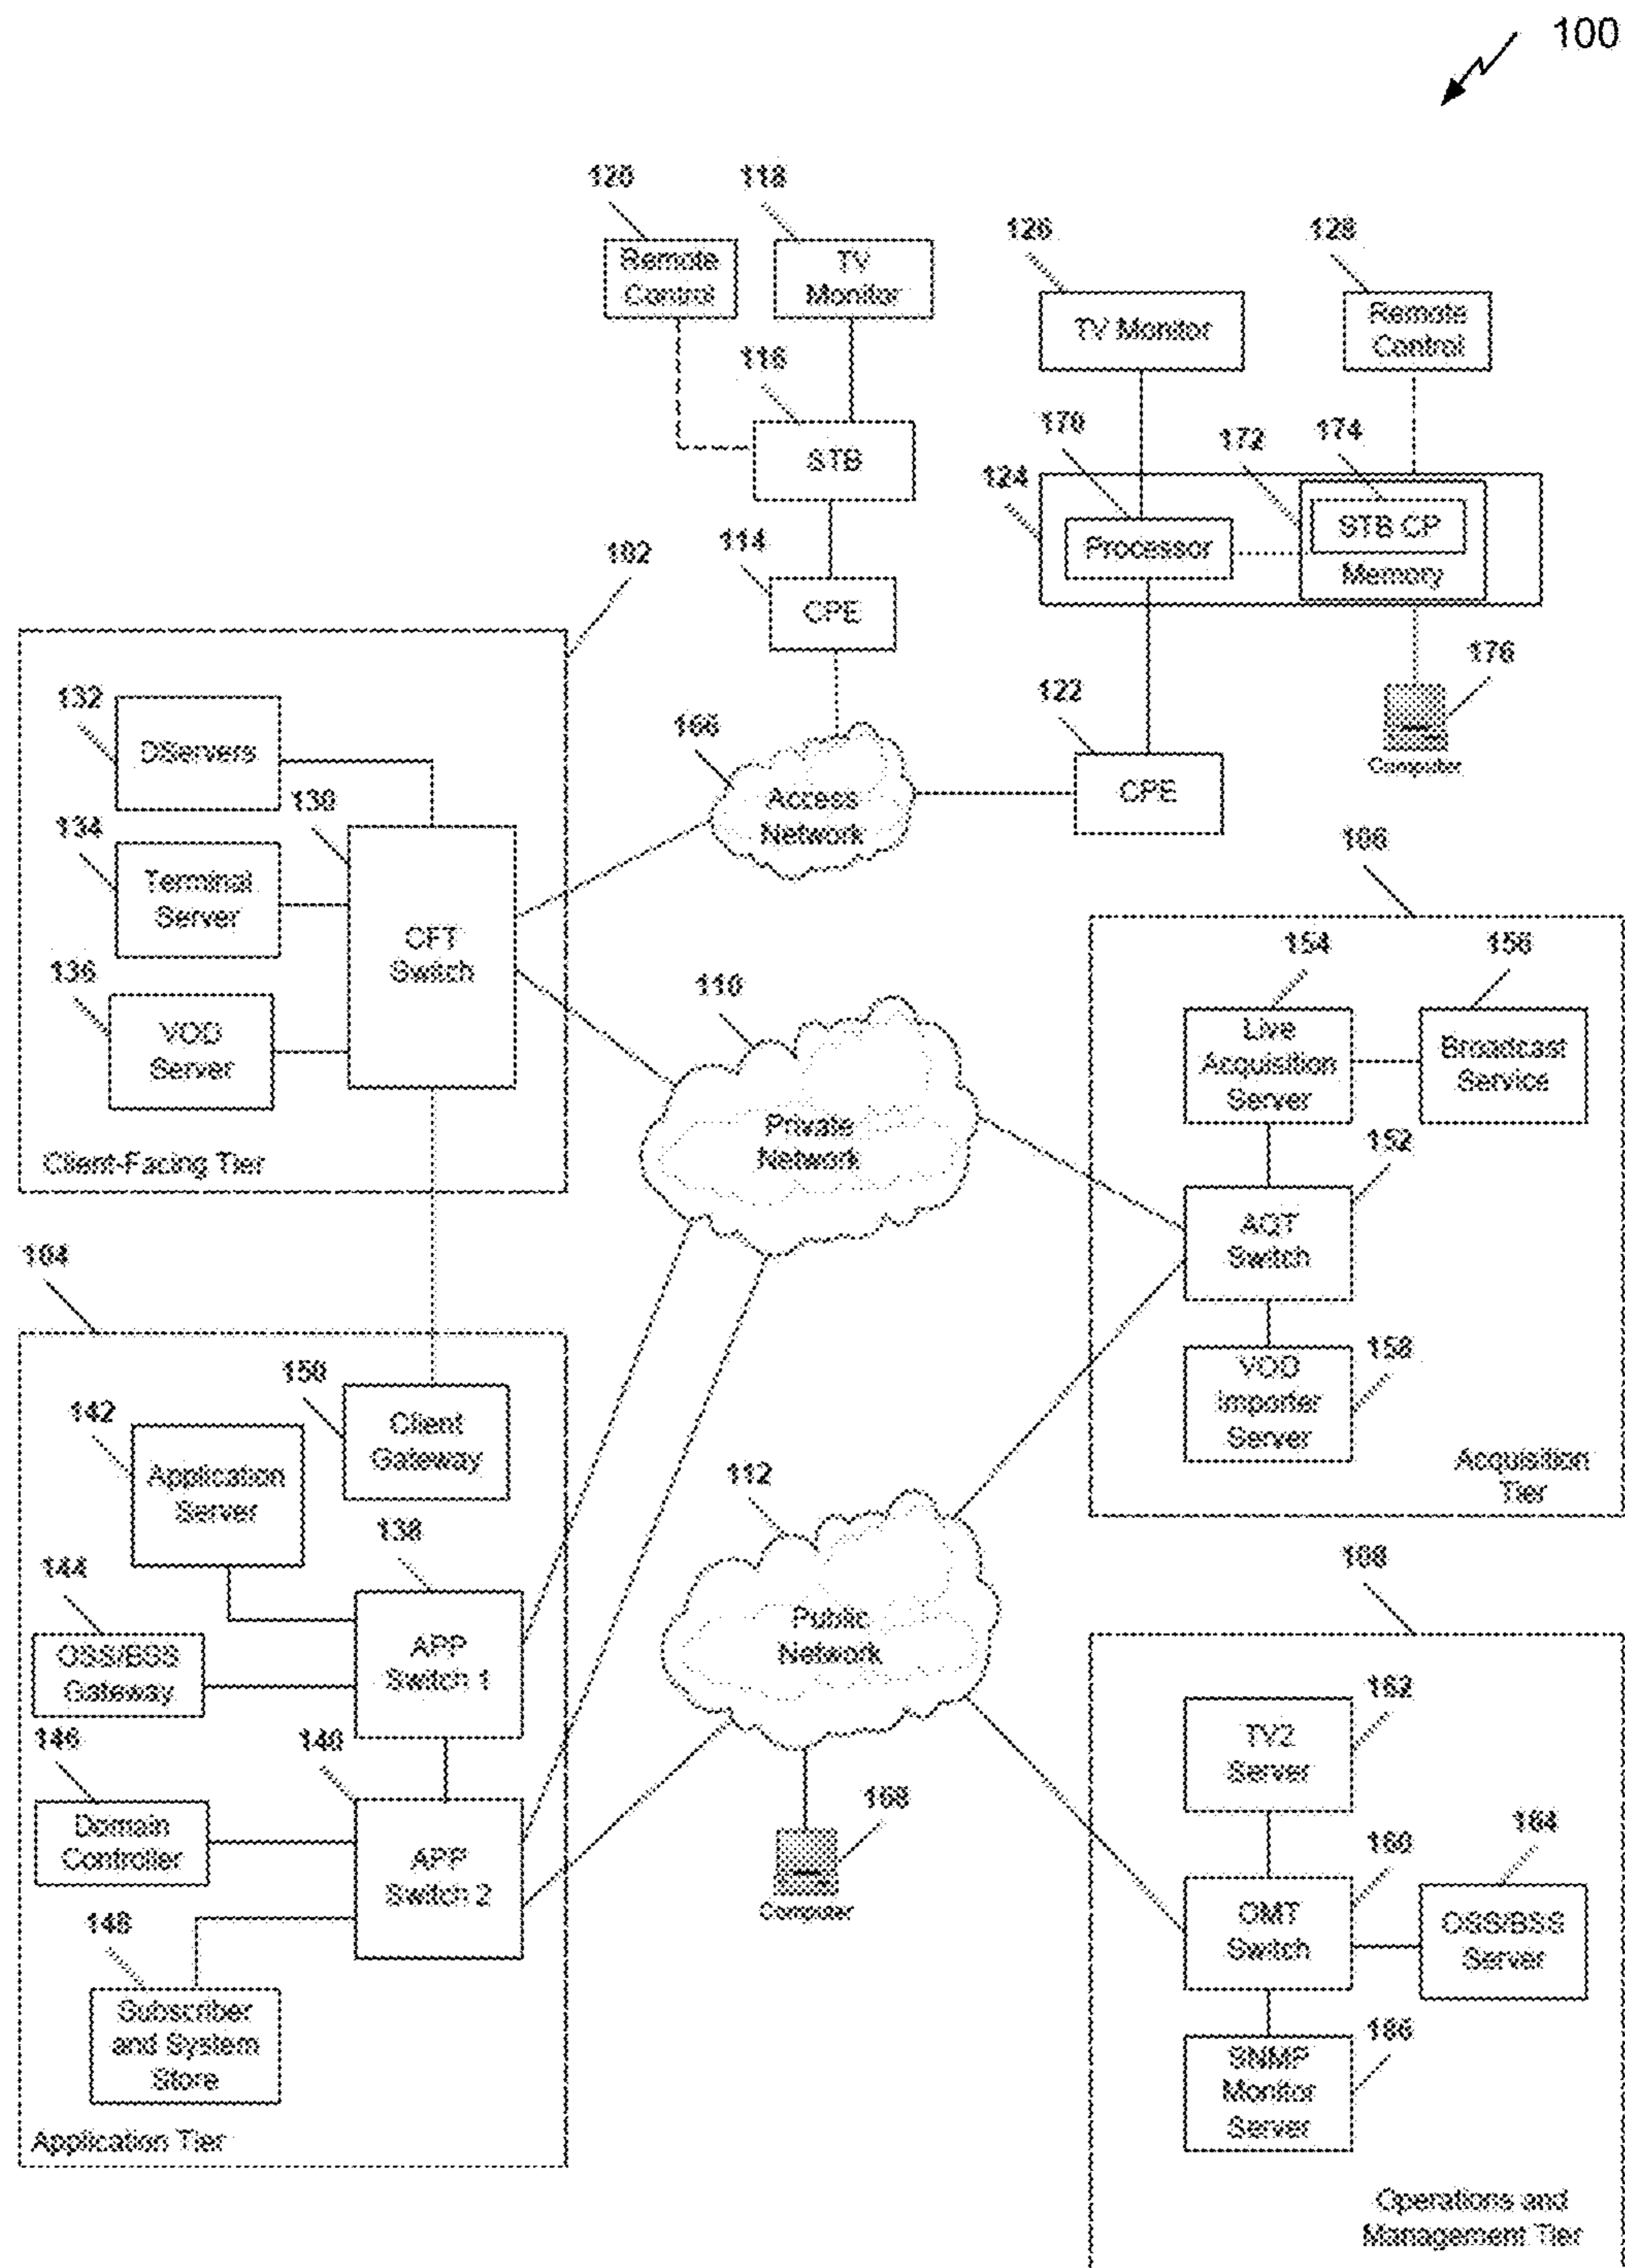 100
120
118
Remote
Control
TV
Monitor
126
128
TV Monitor
Remote
Control
116
STB
170
172
174
124
Processor
STB CP
Memory
114
CPE
102
122
CPE
176
Computer
166
Access
Network
132
DServers
130
134
Terminal
Server
136
VOD
Server
CFT
Switch
Client-Facing Tier
110
Private
Network
106
154
156
Live
Acquisition
Server
Broadcast
Service
152
AQT
Switch
158
VOD
Importer
Server
Acquisition
Tier
104
150
Client
Gateway
142
Application
Server
138
144
OSS/BSS
Gateway
APP
Switch 1
146
140
Domain
Controller
APP
Switch 2
148
Subscriber
and System
Store
Application Tier
112
Public
Network
168
Computer
108
162
TV2
Server
160
164
OMT
Switch
OSS/BSS
Server
166
SNMP
Monitor
Server
Operations and
Management Tier